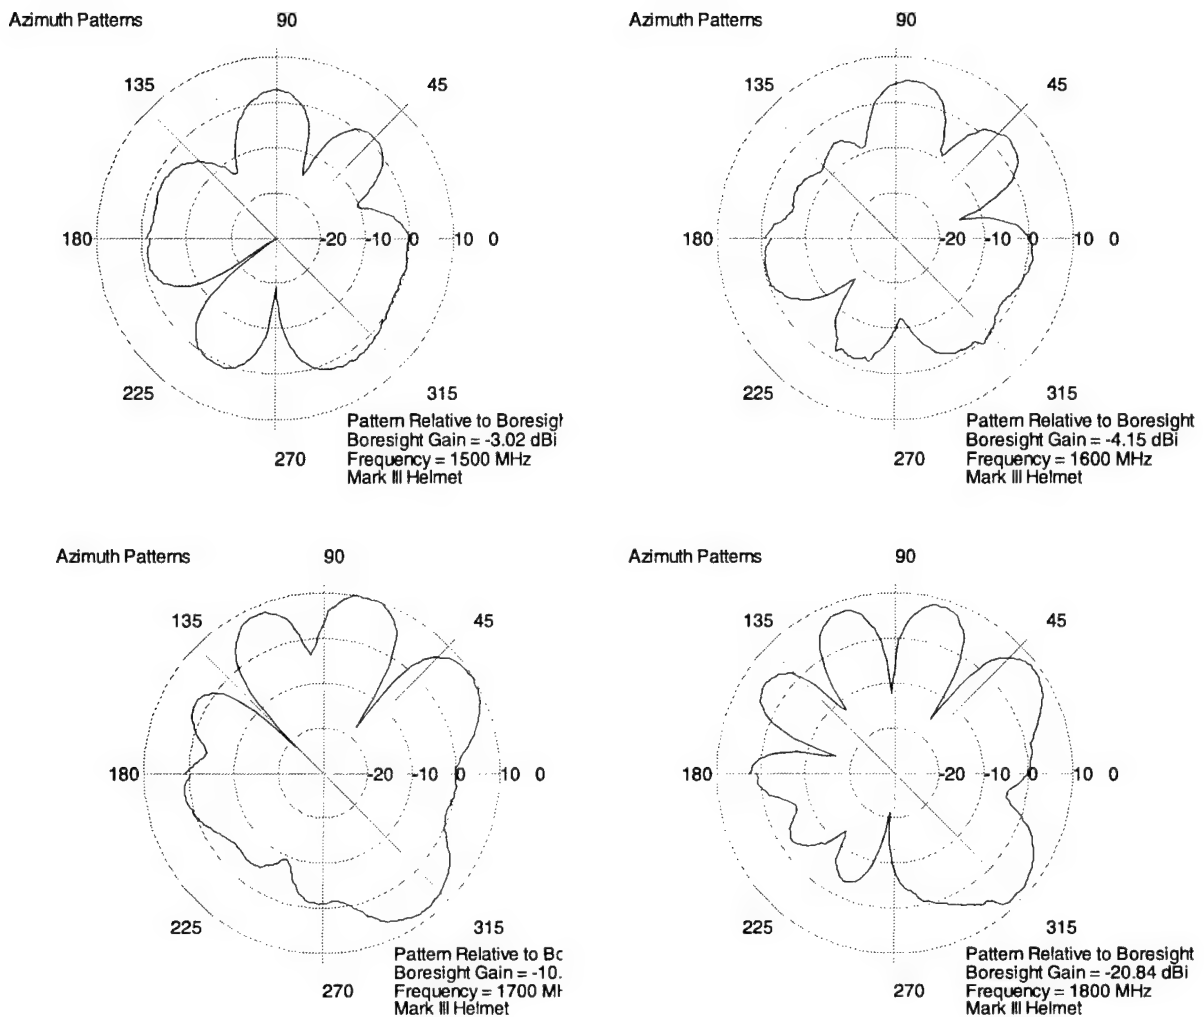 Azimuth Patterns
90
135
45
180
-20
-10
0
10
0
225
315
270
Pattern Relative to Boresigh
Boresight Gain = -3.02 dBi
Frequency = 1500 MHz
Mark III Helmet
Azimuth Patterns
90
135
45
180
-20
-10
0
10
0
225
315
270
Pattern Relative to Boresight
Boresight Gain = -4.15 dBi
Frequency = 1600 MHz
Mark III Helmet
Azimuth Patterns
90
135
45
180
-20
-10
0
10
0
225
315
270
Pattern Relative to Bo
Boresight Gain = -10.
Frequency = 1700 MH
Mark III Helmet
Azimuth Patterns
90
135
45
180
-20
-10
0
10
0
225
315
270
Pattern Relative to Boresight
Boresight Gain = -20.84 dBi
Frequency = 1800 MHz
Mark III Helmet